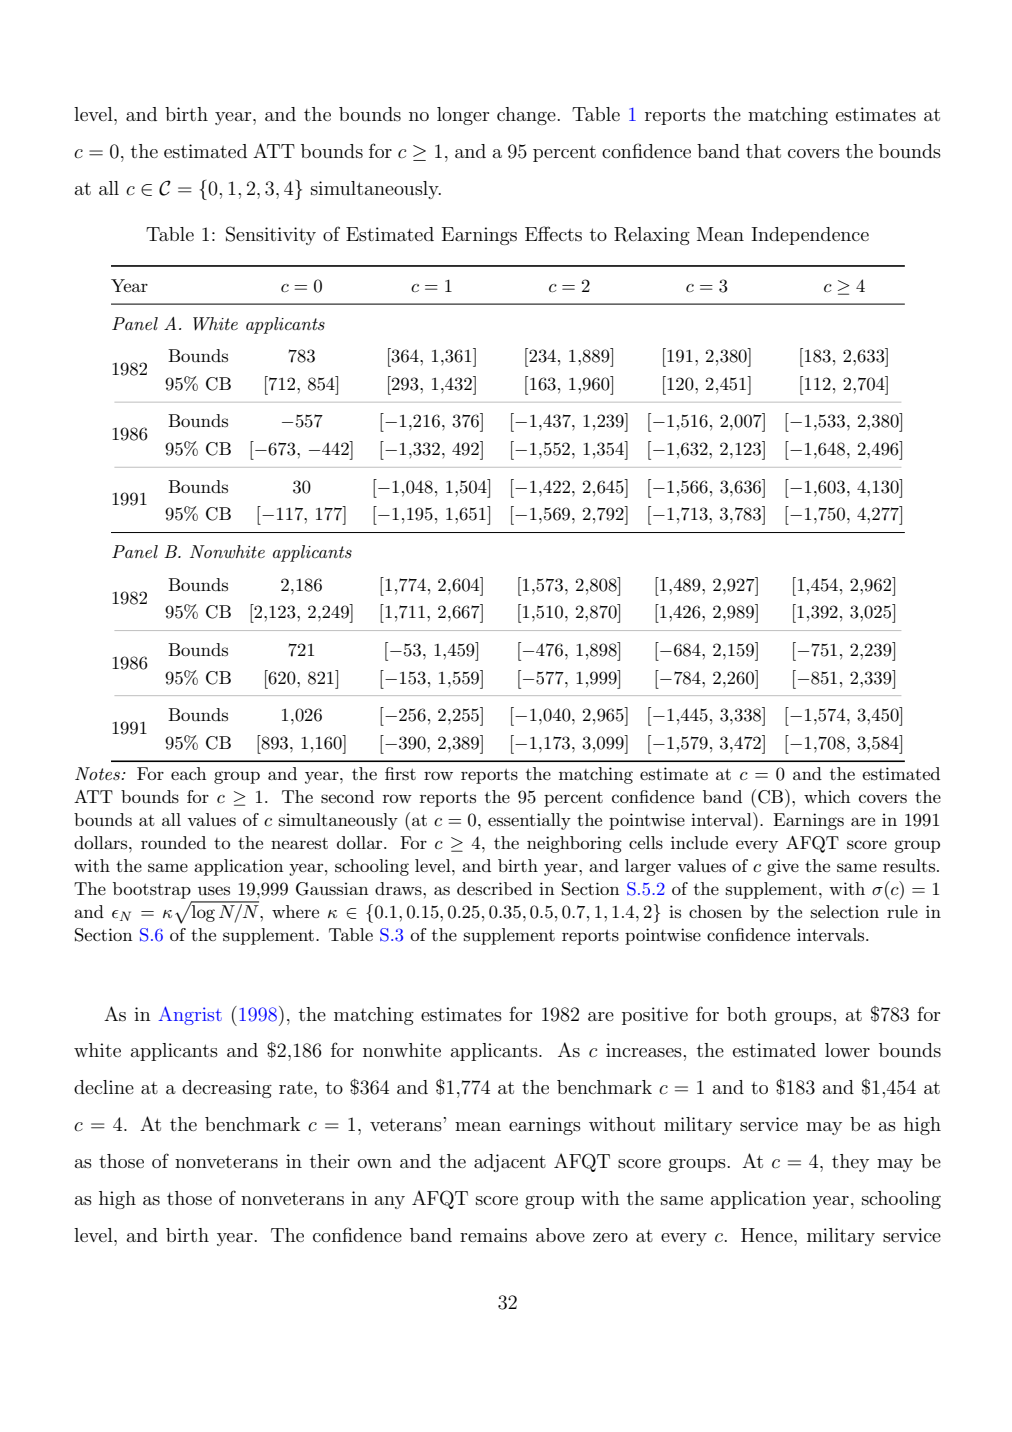 level, and birth year, and the bounds no longer change. Table 1 reports the matching estimates at
c = 0, the estimated ATT bounds for c ≥ 1, and a 95 percent confidence band that covers the bounds
at all c ∈ 𝒞 = {0, 1, 2, 3, 4} simultaneously.
Table 1: Sensitivity of Estimated Earnings Effects to Relaxing Mean Independence
Year c = 0 c = 1 c = 2 c = 3 c ≥ 4
Panel A. White applicants
1982
Bounds 783 [364, 1,361] [234, 1,889] [191, 2,380] [183, 2,633]
95% CB [712, 854] [293, 1,432] [163, 1,960] [120, 2,451] [112, 2,704]
1986
Bounds −557 [−1,216, 376] [−1,437, 1,239] [−1,516, 2,007] [−1,533, 2,380]
95% CB [−673, −442] [−1,332, 492] [−1,552, 1,354] [−1,632, 2,123] [−1,648, 2,496]
1991
Bounds 30 [−1,048, 1,504] [−1,422, 2,645] [−1,566, 3,636] [−1,603, 4,130]
95% CB [−117, 177] [−1,195, 1,651] [−1,569, 2,792] [−1,713, 3,783] [−1,750, 4,277]
Panel B. Nonwhite applicants
1982
Bounds 2,186 [1,774, 2,604] [1,573, 2,808] [1,489, 2,927] [1,454, 2,962]
95% CB [2,123, 2,249] [1,711, 2,667] [1,510, 2,870] [1,426, 2,989] [1,392, 3,025]
1986
Bounds 721 [−53, 1,459] [−476, 1,898] [−684, 2,159] [−751, 2,239]
95% CB [620, 821] [−153, 1,559] [−577, 1,999] [−784, 2,260] [−851, 2,339]
1991
Bounds 1,026 [−256, 2,255] [−1,040, 2,965] [−1,445, 3,338] [−1,574, 3,450]
95% CB [893, 1,160] [−390, 2,389] [−1,173, 3,099] [−1,579, 3,472] [−1,708, 3,584]
Notes: For each group and year, the first row reports the matching estimate at c = 0 and the estimated
ATT bounds for c ≥ 1. The second row reports the 95 percent confidence band (CB), which covers the
bounds at all values of c simultaneously (at c = 0, essentially the pointwise interval). Earnings are in 1991
dollars, rounded to the nearest dollar. For c ≥ 4, the neighboring cells include every AFQT score group
with the same application year, schooling level, and birth year, and larger values of c give the same results.
The bootstrap uses 19,999 Gaussian draws, as described in Section S.5.2 of the supplement, with σ(c) = 1
and ϵN = κ√log N/N, where κ ∈ {0.1, 0.15, 0.25, 0.35, 0.5, 0.7, 1, 1.4, 2} is chosen by the selection rule in
Section S.6 of the supplement. Table S.3 of the supplement reports pointwise confidence intervals.
As in Angrist (1998), the matching estimates for 1982 are positive for both groups, at $783 for
white applicants and $2,186 for nonwhite applicants. As c increases, the estimated lower bounds
decline at a decreasing rate, to $364 and $1,774 at the benchmark c = 1 and to $183 and $1,454 at
c = 4. At the benchmark c = 1, veterans' mean earnings without military service may be as high
as those of nonveterans in their own and the adjacent AFQT score groups. At c = 4, they may be
as high as those of nonveterans in any AFQT score group with the same application year, schooling
level, and birth year. The confidence band remains above zero at every c. Hence, military service
32